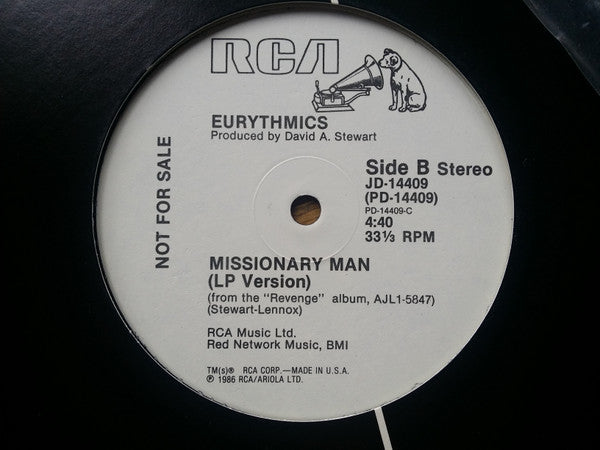 RCA
EURYTHMICS
Produced by David A. Stewart
NOT FOR SALE
Side B Stereo
JD-14409
(PD-14409)
PD-14409-C
4:40
33⅓ RPM
MISSIONARY MAN
(LP Version)
(from the "Revenge" album, AJL1-5847)
(Stewart-Lennox)
RCA Music Ltd.
Red Network Music, BMI
TM(s)® RCA CORP.—MADE IN U.S.A.
℗ 1986 RCA/ARIOLA LTD.